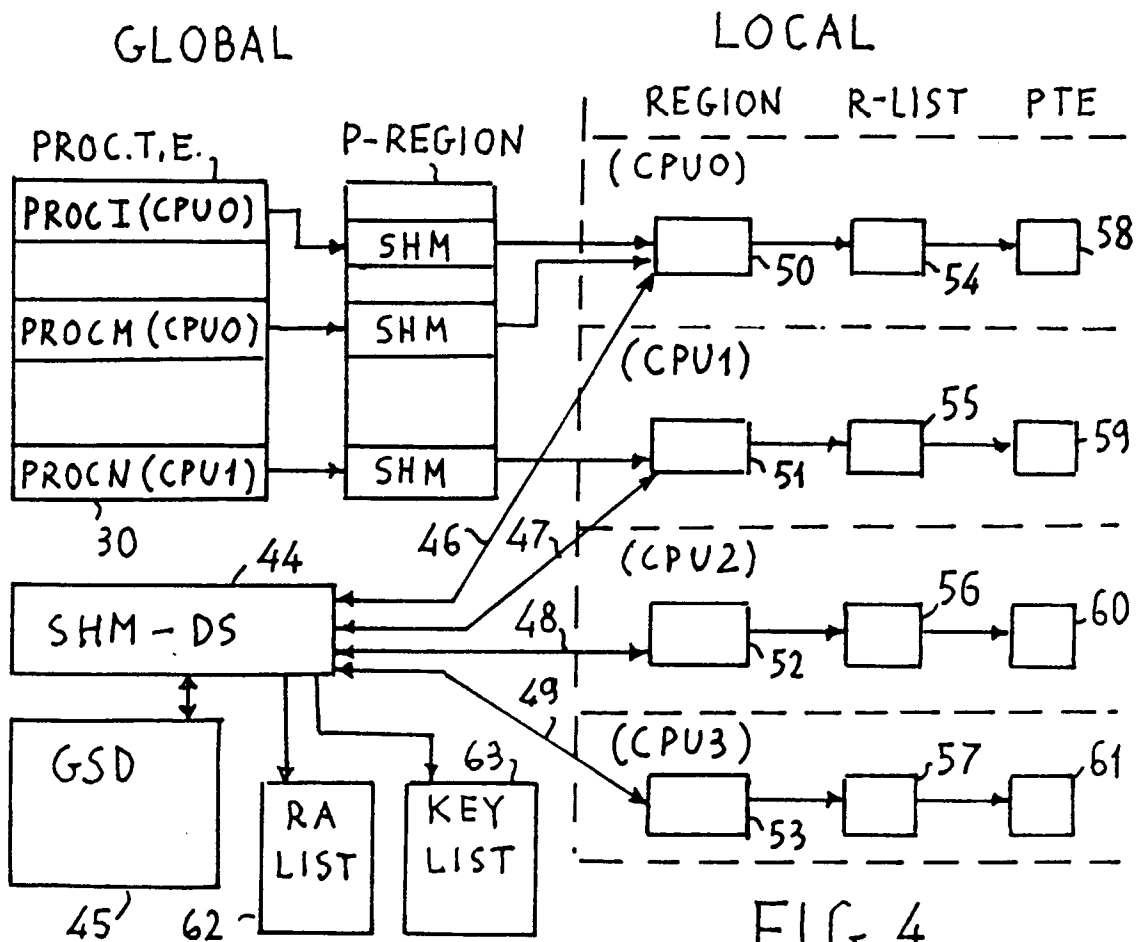 GLOBAL
LOCAL
REGION R-LIST PTE
PROC.T.E.
P-REGION
(CPU0)
PROCI (CPU0)
SHM
50
54
58
PROCM (CPU0)
SHM
(CPU1)
55
59
PROCN (CPU1)
SHM
51
30
46
47
(CPU2)
44
56
60
SHM-DS
48
52
49
(CPU3)
57
61
GSD
63
RA
LIST
KEY
LIST
53
45
62
FIG. 4